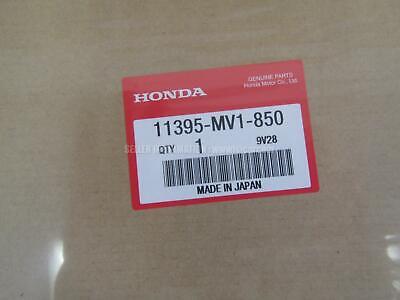 GENUINE PARTS
Honda Motor Co., Ltd.
HONDA
11395-MV1-850
QTY 1 9V28
MADE IN JAPAN